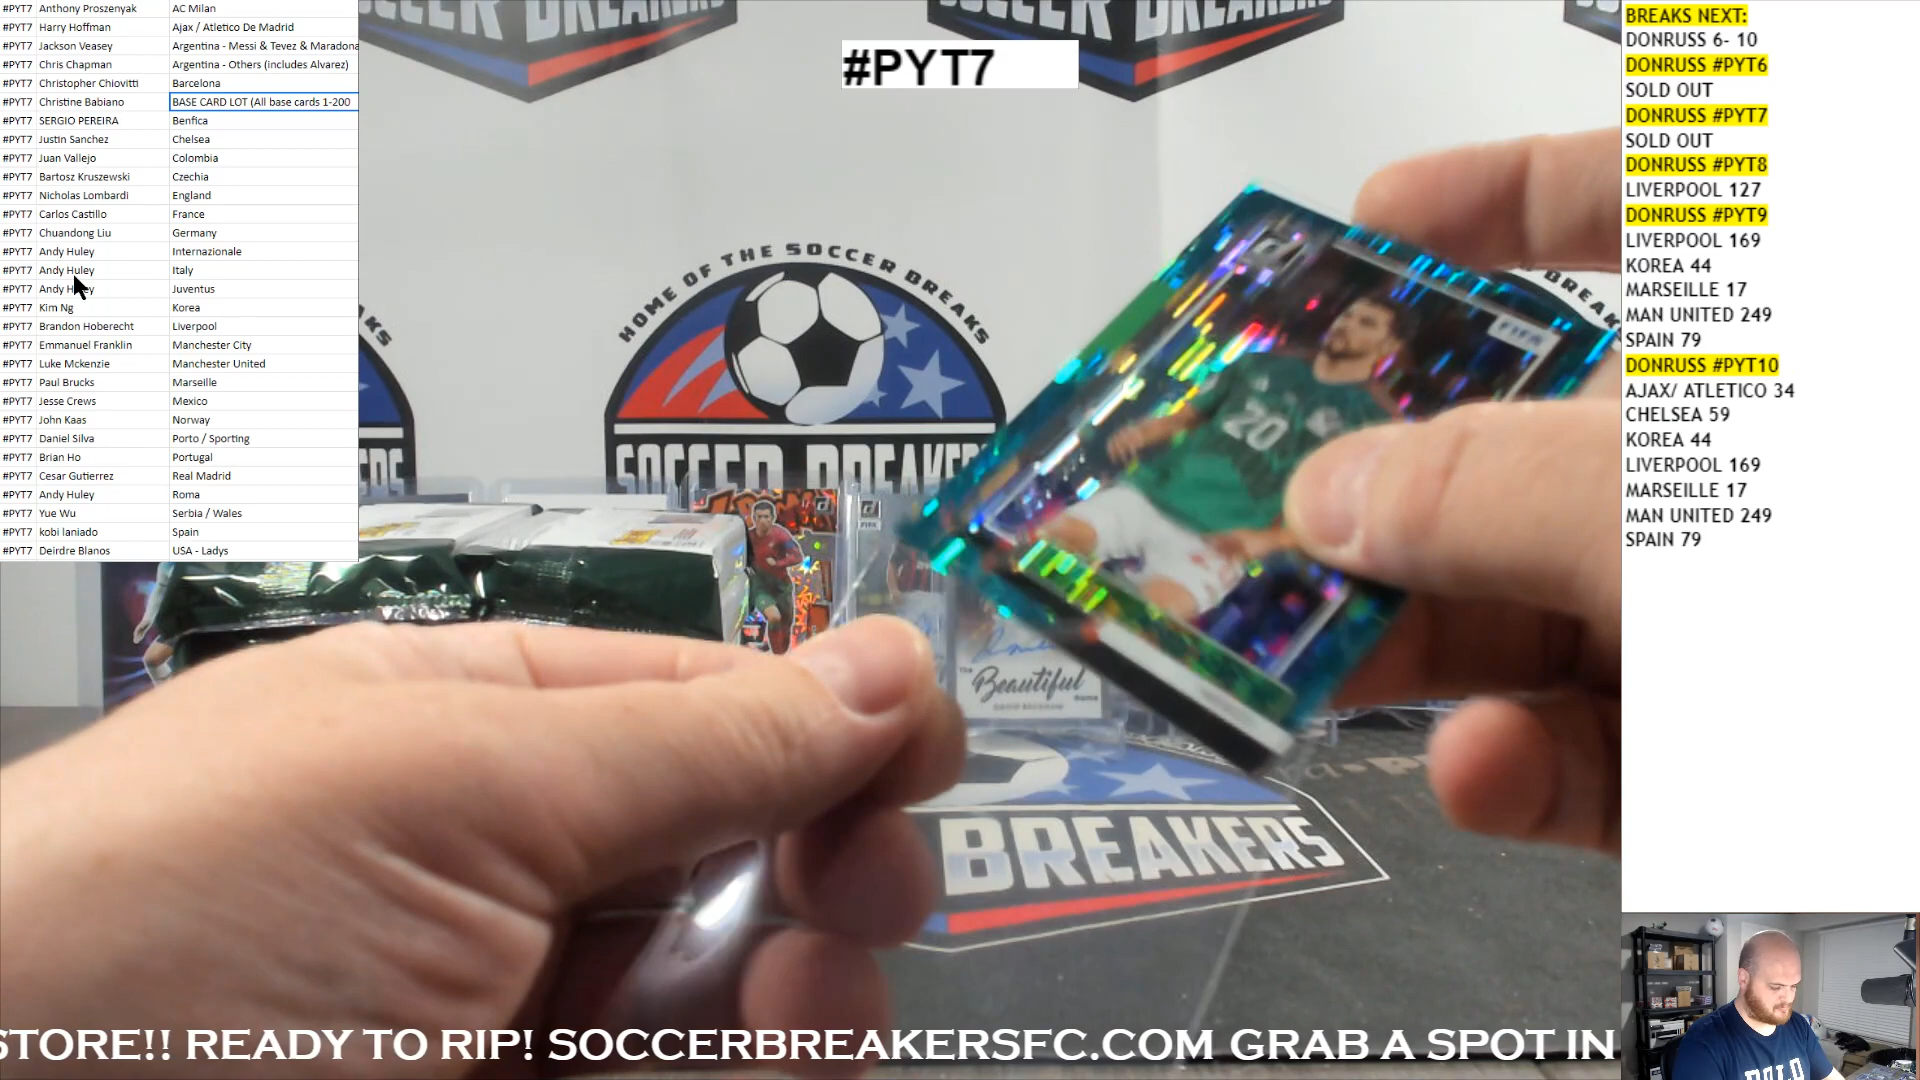 #PYT7 Anthony Proszenyak AC Milan
#PYT7 Harry Hoffman Ajax / Atletico De Madrid
#PYT7 Jackson Veasey Argentina - Messi & Tevez & Maradona
#PYT7 Chris Chapman Argentina - Others (includes Alvarez)
#PYT7 Christopher Chiovitti Barcelona
#PYT7 Christine Babiano BASE CARD LOT (All base cards 1-200
#PYT7 SERGIO PEREIRA Benfica
#PYT7 Justin Sanchez Chelsea
#PYT7 Juan Vallejo Colombia
#PYT7 Bartosz Kruszewski Czechia
#PYT7 Nicholas Lombardi England
#PYT7 Carlos Castillo France
#PYT7 Chuandong Liu Germany
#PYT7 Andy Huley Internazionale
#PYT7 Andy Huley Italy
#PYT7 Andy Huley Juventus
#PYT7 Kim Ng Korea
#PYT7 Brandon Hoberecht Liverpool
#PYT7 Emmanuel Franklin Manchester City
#PYT7 Luke Mckenzie Manchester United
#PYT7 Paul Brucks Marseille
#PYT7 Jesse Crews Mexico
#PYT7 John Kaas Norway
#PYT7 Daniel Silva Porto / Sporting
#PYT7 Brian Ho Portugal
#PYT7 Cesar Gutierrez Real Madrid
#PYT7 Andy Huley Roma
#PYT7 Yue Wu Serbia / Wales
#PYT7 kobi laniado Spain
#PYT7 Deirdre Blanos USA - Ladys
SOCCER BREAKERS
#PYT7
HOME OF THE SOCCER BREAKS
SOCCER BREAKERS
FIFA
20
The Beautiful Game
BREAKERS
BREAKS NEXT:
DONRUSS 6- 10
DONRUSS #PYT6
SOLD OUT
DONRUSS #PYT7
SOLD OUT
DONRUSS #PYT8
LIVERPOOL 127
DONRUSS #PYT9
LIVERPOOL 169
KOREA 44
MARSEILLE 17
MAN UNITED 249
SPAIN 79
DONRUSS #PYT10
AJAX/ ATLETICO 34
CHELSEA 59
KOREA 44
LIVERPOOL 169
MARSEILLE 17
MAN UNITED 249
SPAIN 79
STORE!! READY TO RIP! SOCCERBREAKERSFC.COM GRAB A SPOT IN